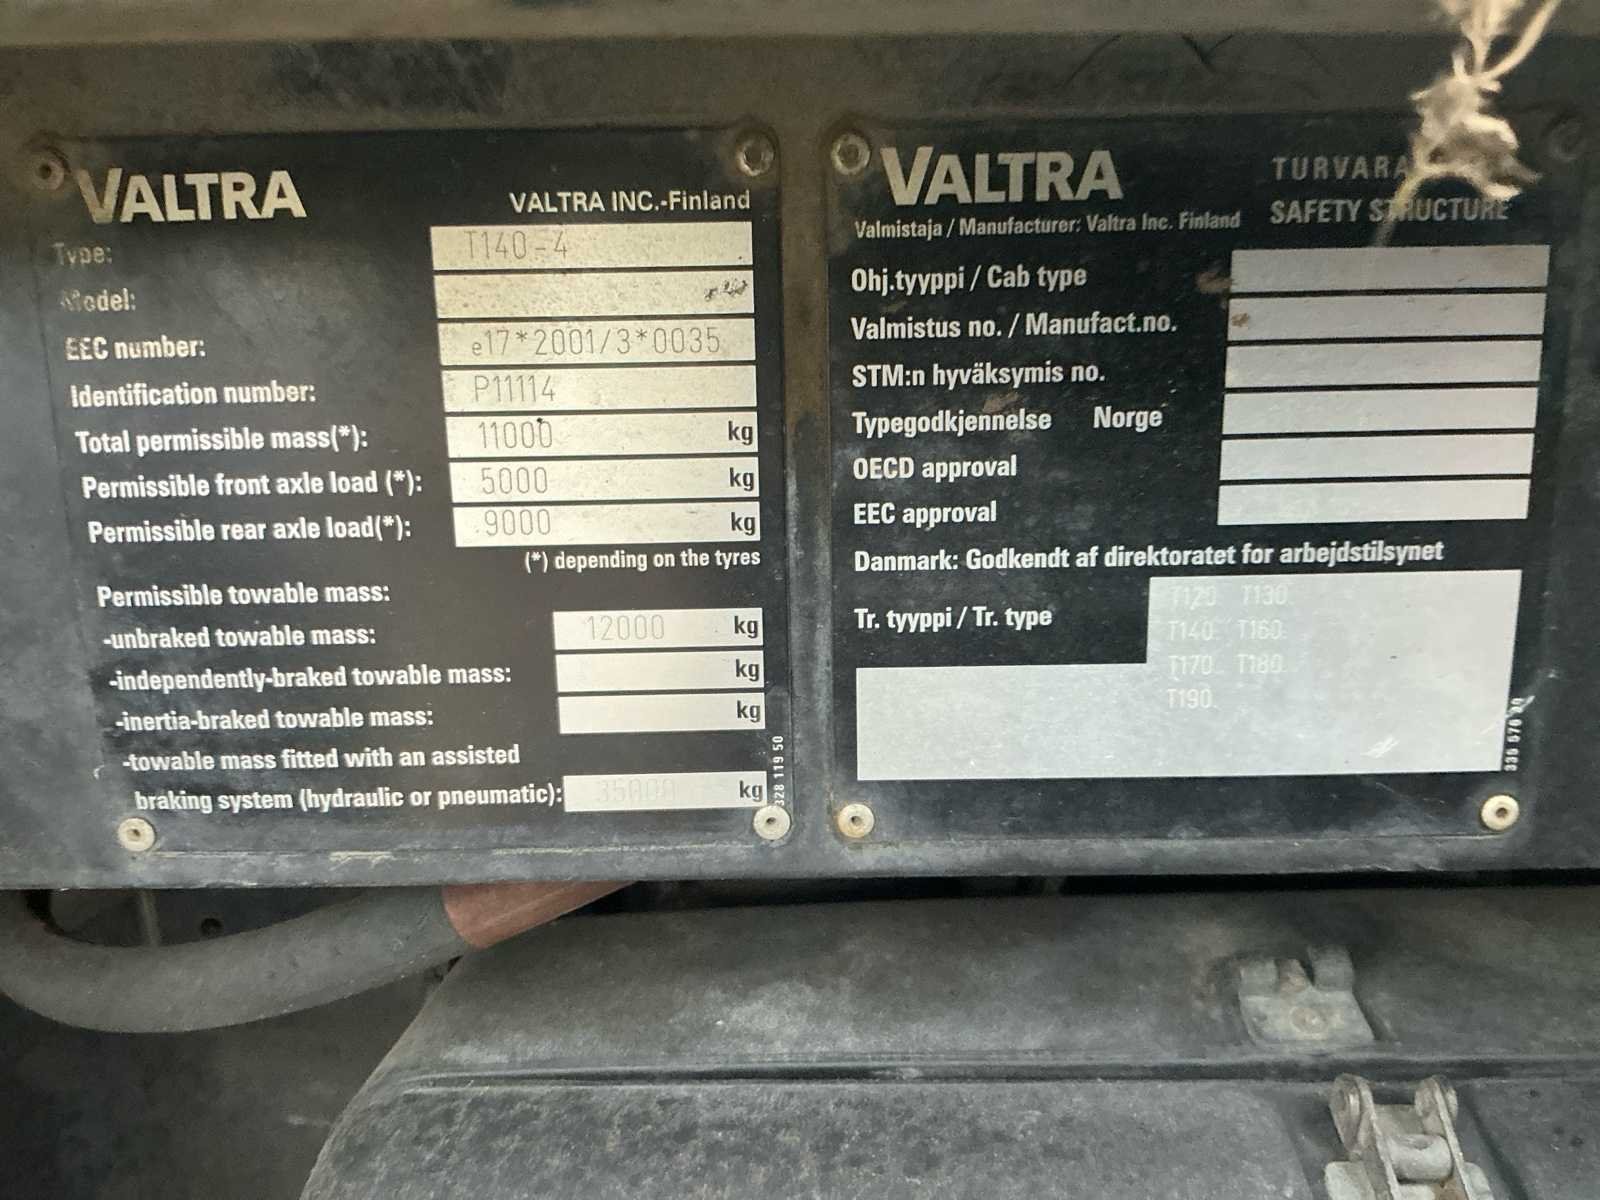 VALTRA
VALTRA INC.-Finland
Type: T140-4
Model:
EEC number: e17*2001/3*0035
Identification number: P11114
Total permissible mass(*): 11000 kg
Permissible front axle load (*): 5000 kg
Permissible rear axle load(*): 9000 kg
(*) depending on the tyres
Permissible towable mass:
-unbraked towable mass: 12000 kg
-independently-braked towable mass: kg
-inertia-braked towable mass: kg
-towable mass fitted with an assisted
braking system (hydraulic or pneumatic): 35000 kg
328 119 50
VALTRA
SAFETY STRUCTURE
Valmistaja / Manufacturer: Valtra Inc. Finland
Ohj.tyyppi / Cab type
Valmistus no. / Manufact.no.
STM:n hyväksymis no.
Typegodkjennelse Norge
OECD approval
EEC approval
Danmark: Godkendt af direktoratet for arbejdstilsynet
Tr. tyyppi / Tr. type
T120. T130.
T140. T160.
T170.. T180.
T190.